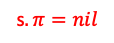 s. π = nil